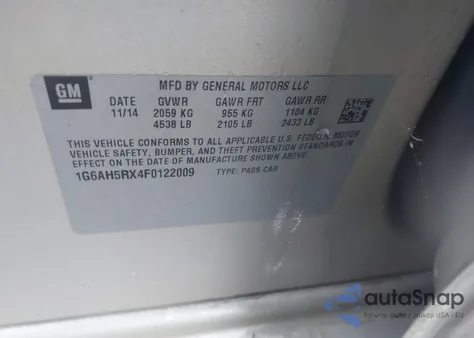 GM
MFD BY GENERAL MOTORS LLC
DATE GVWR GAWR FRT GAWR RR
11/14 2059 KG 955 KG 1104 KG
4538 LB 2105 LB 2433 LB
THIS VEHICLE CONFORMS TO ALL APPLICABLE U.S. FEDERAL MOTOR
VEHICLE SAFETY, BUMPER, AND THEFT PREVENTION STANDARDS IN
EFFECT ON THE DATE OF MANUFACTURE SHOWN ABOVE.
1G6AH5RX4F0122009 TYPE: PASS CAR
autoSnap